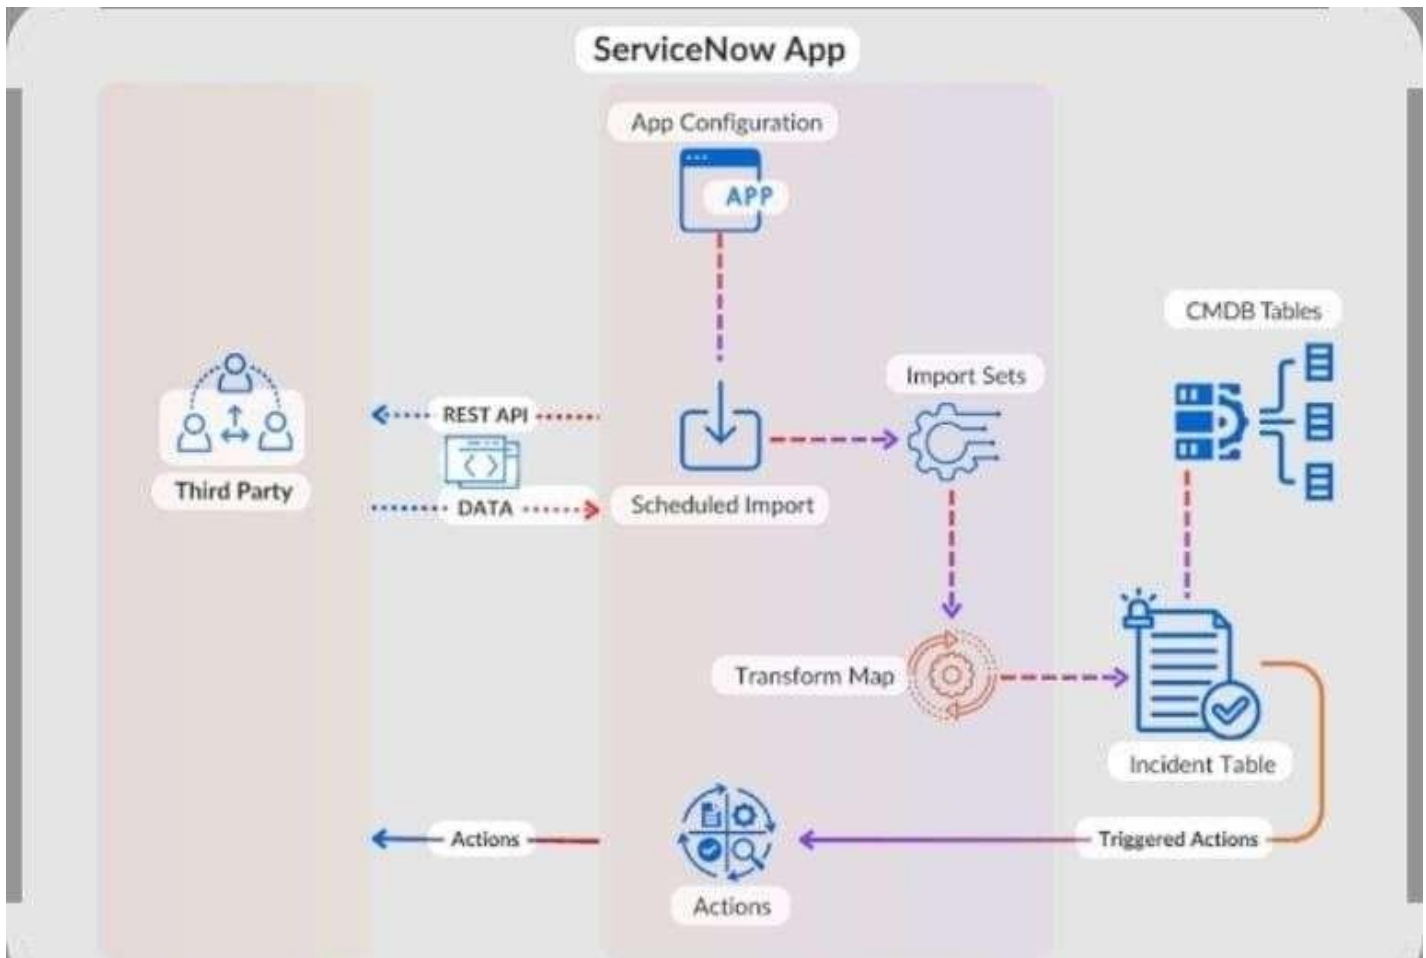 ServiceNow App
App Configuration
APP
CMDB Tables
Import Sets
REST API
Third Party
DATA
Scheduled Import
Transform Map
Incident Table
Actions
Triggered Actions
Actions